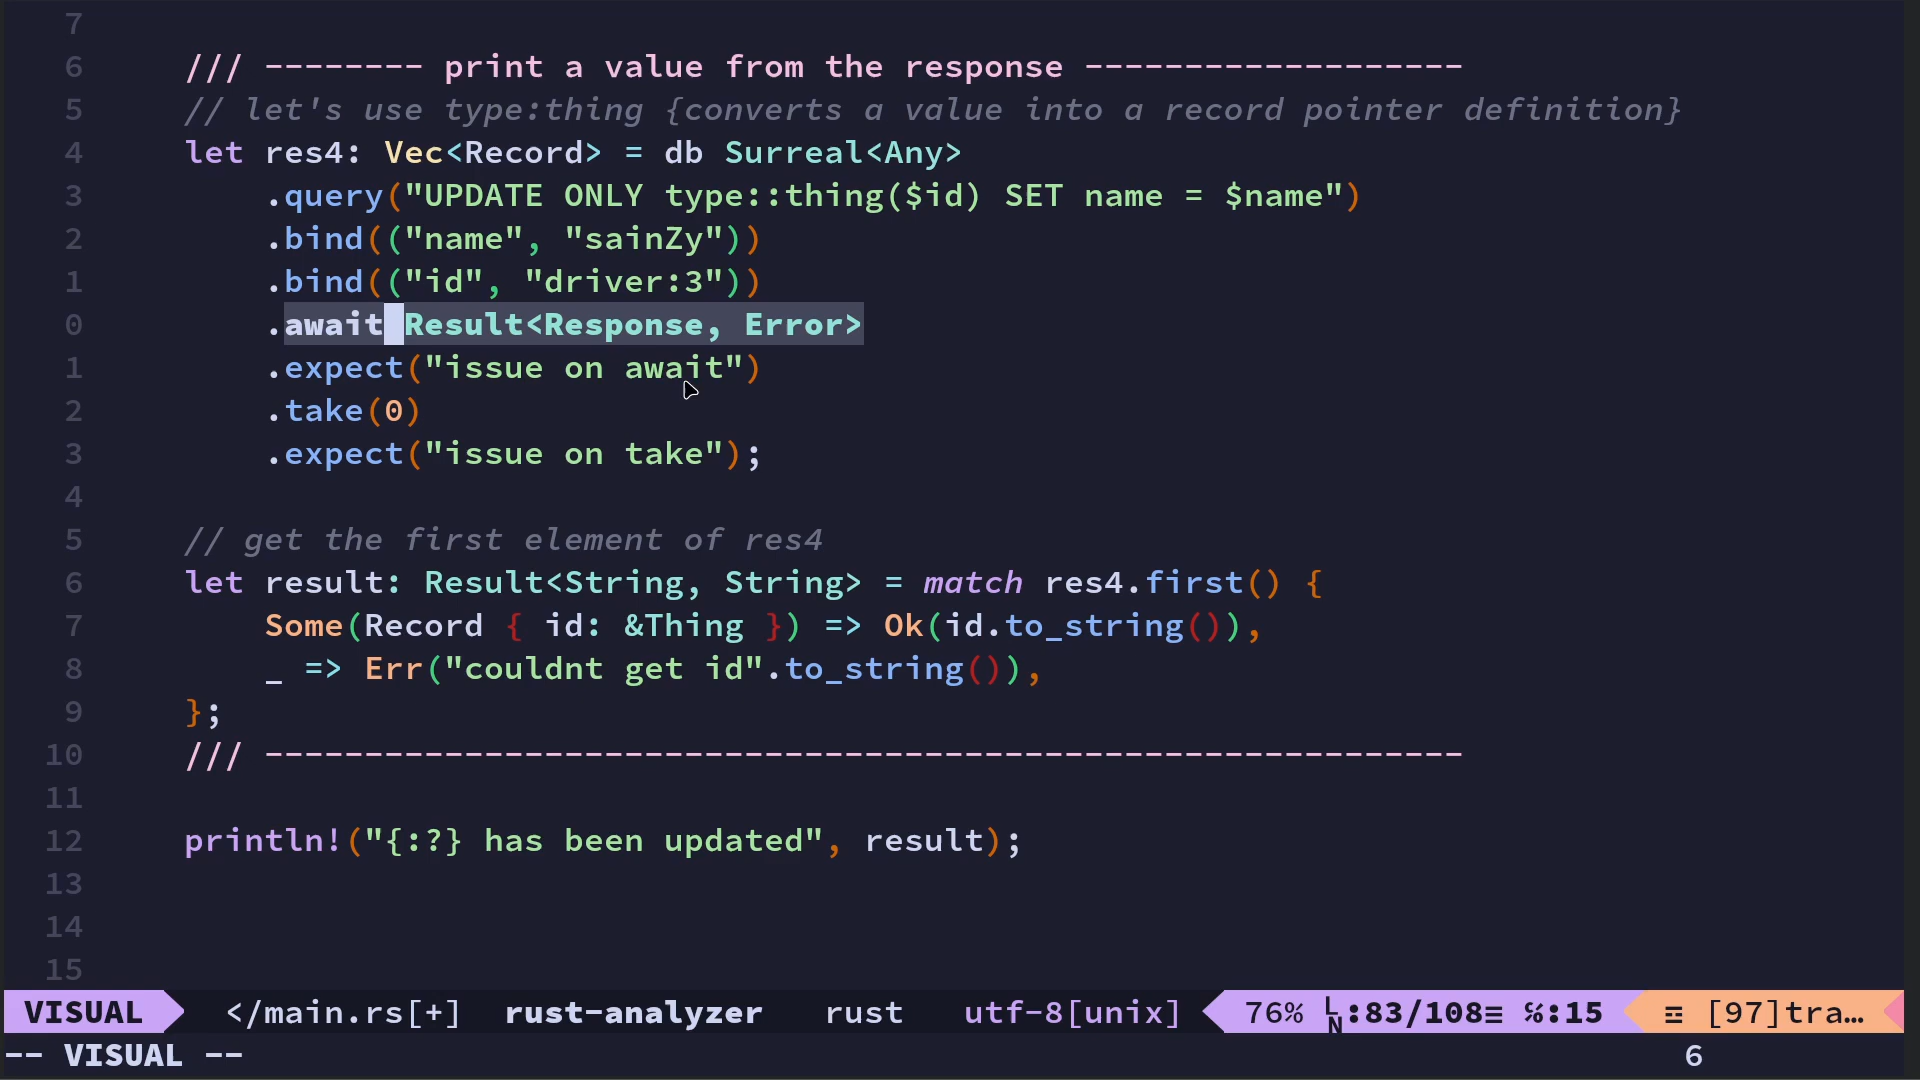 7
6 /// -------- print a value from the response -------------------
5 // let's use type:thing {converts a value into a record pointer definition}
4 let res4: Vec<Record> = db Surreal<Any>
3 .query("UPDATE ONLY type::thing($id) SET name = $name")
2 .bind(("name", "sainZy"))
1 .bind(("id", "driver:3"))
0 .await Result<Response, Error>
1 .expect("issue on await")
2 .take(0)
3 .expect("issue on take");
4
5 // get the first element of res4
6 let result: Result<String, String> = match res4.first() {
7 Some(Record { id: &Thing }) => Ok(id.to_string()),
8 _ => Err("couldnt get id".to_string()),
9 };
10 /// ------------------------------------------------------------
11
12 println!("{:?} has been updated", result);
13
14
15
VISUAL </main.rs[+] rust-analyzer rust utf-8[unix] 76% LN:83/108≡ ℅:15 ☲ [97]tra…
-- VISUAL -- 6